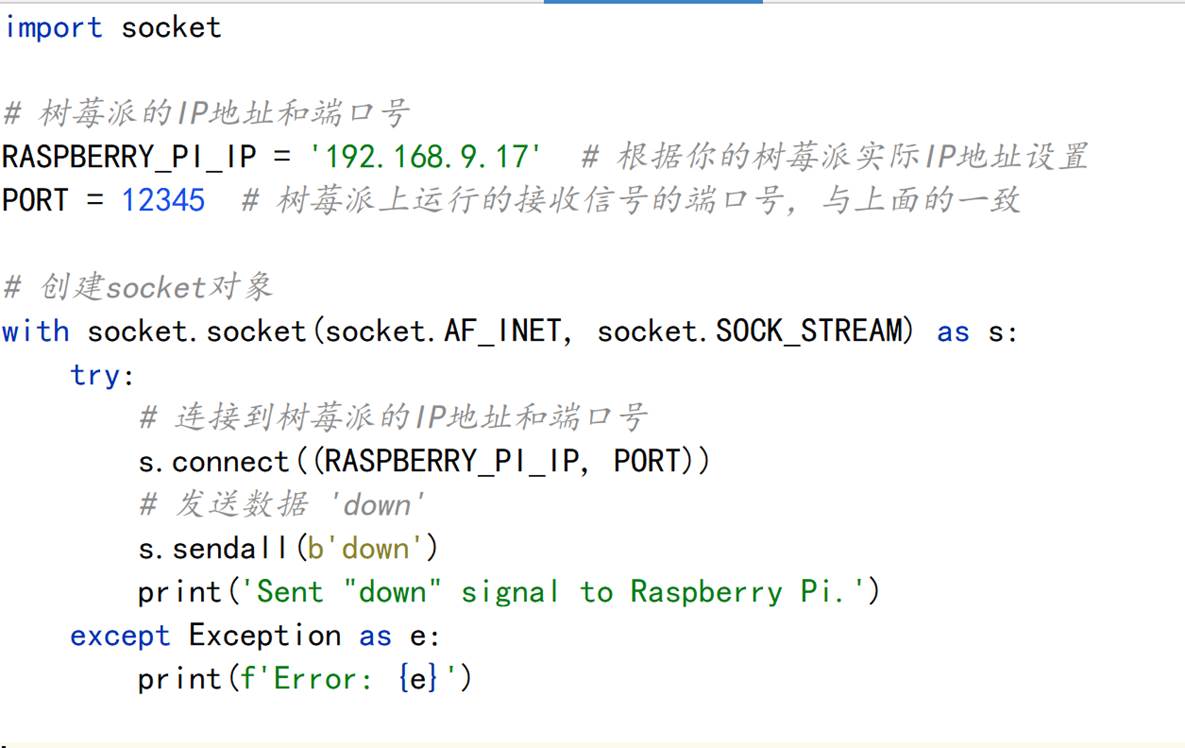 import socket
# 树莓派的IP地址和端口号
RASPBERRY_PI_IP = '192.168.9.17'  # 根据你的树莓派实际IP地址设置
PORT = 12345  # 树莓派上运行的接收信号的端口号，与上面的一致
# 创建socket对象
with socket.socket(socket.AF_INET, socket.SOCK_STREAM) as s:
    try:
        # 连接到树莓派的IP地址和端口号
        s.connect((RASPBERRY_PI_IP, PORT))
        # 发送数据 'down'
        s.sendall(b'down')
        print('Sent "down" signal to Raspberry Pi.')
    except Exception as e:
        print(f'Error: {e}')